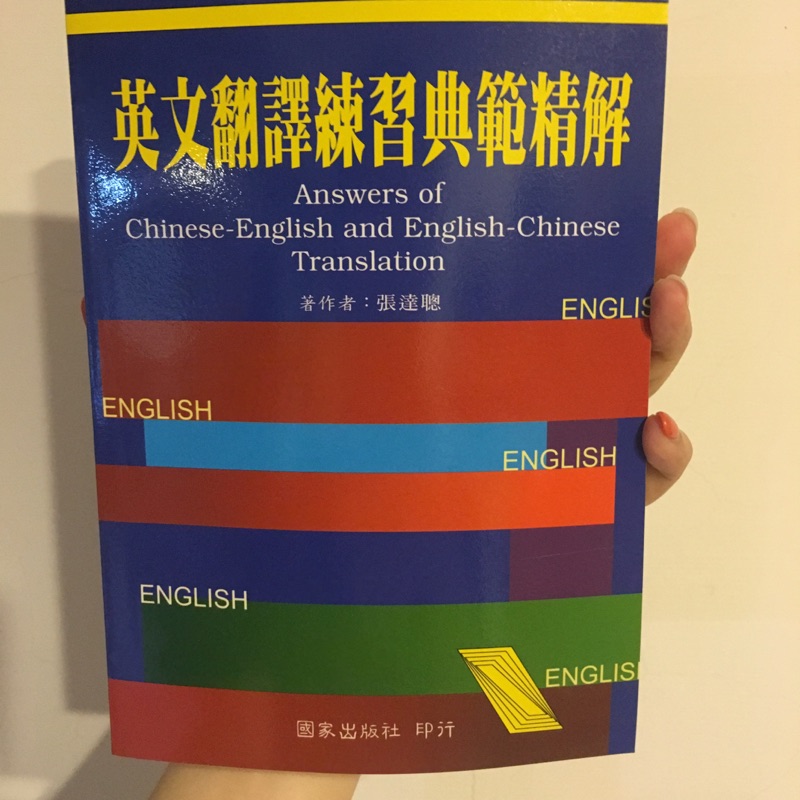 英文翻譯練習典範精解
Answers of
Chinese-English and English-Chinese
Translation
著作者：張達聰
ENGLIS
ENGLISH
ENGLISH
ENGLISH
ENGLIS
國家出版社 印行